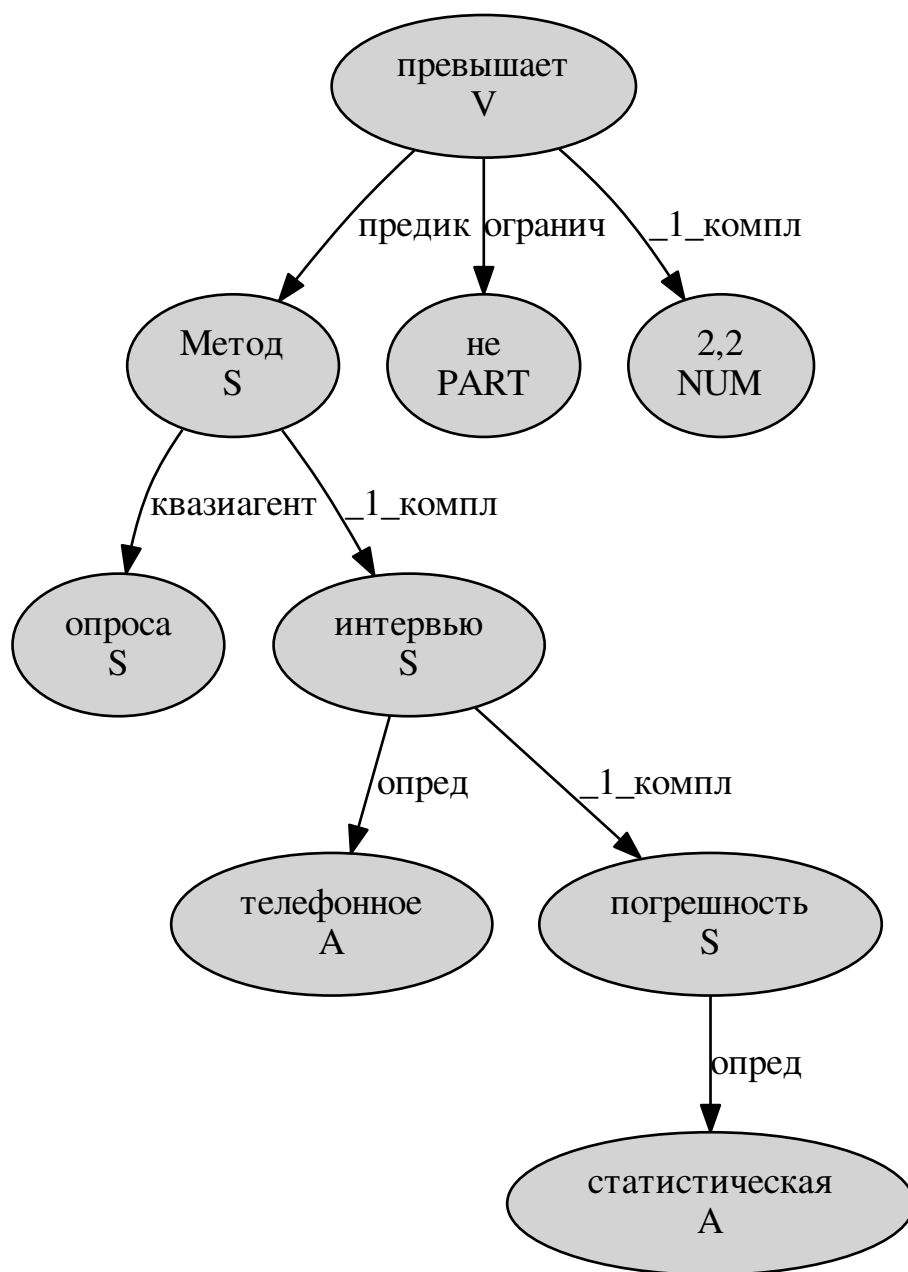 превышает
V
предик огранич _1_компл
Метод
S
не
PART
2,2
NUM
квазиагент _1_компл
опроса
S
интервью
S
опред _1_компл
телефонное
A
погрешность
S
опред
статистическая
A